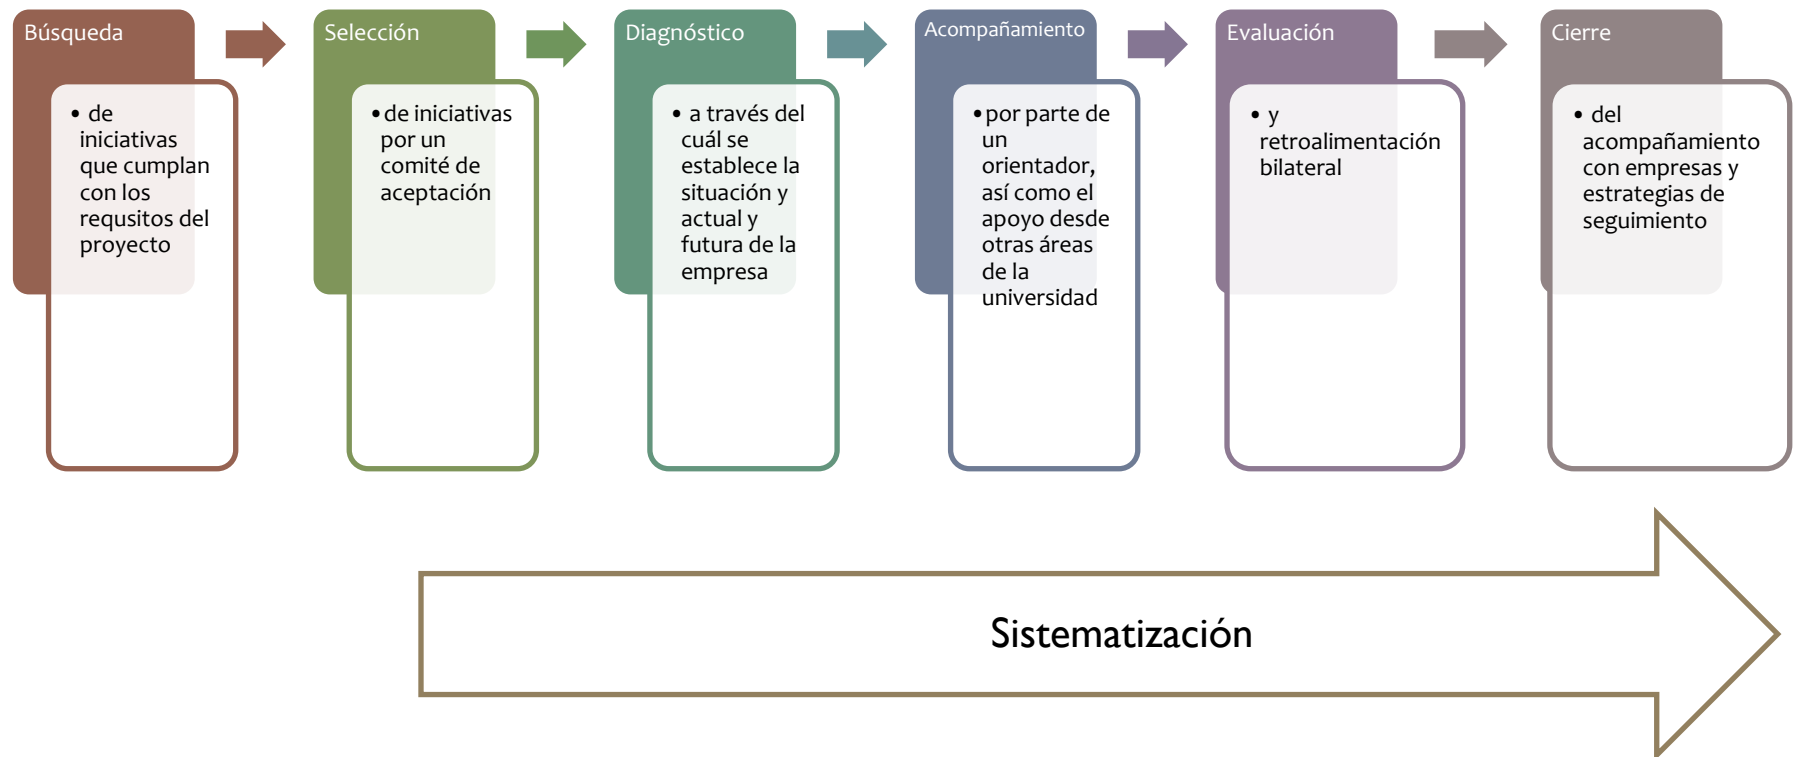 Búsqueda
• de
iniciativas
que cumplan
con los
requsitos del
proyecto
Selección
• de iniciativas
por un
comité de
aceptación
Diagnóstico
• a través del
cuál se
establece la
situación y
actual y
futura de la
empresa
Acompañamiento
• por parte de
un
orientador,
así como el
apoyo desde
otras áreas
de la
universidad
Evaluación
• y
retroalimentación
bilateral
Cierre
• del
acompañamiento
con empresas y
estrategias de
seguimiento
Sistematización